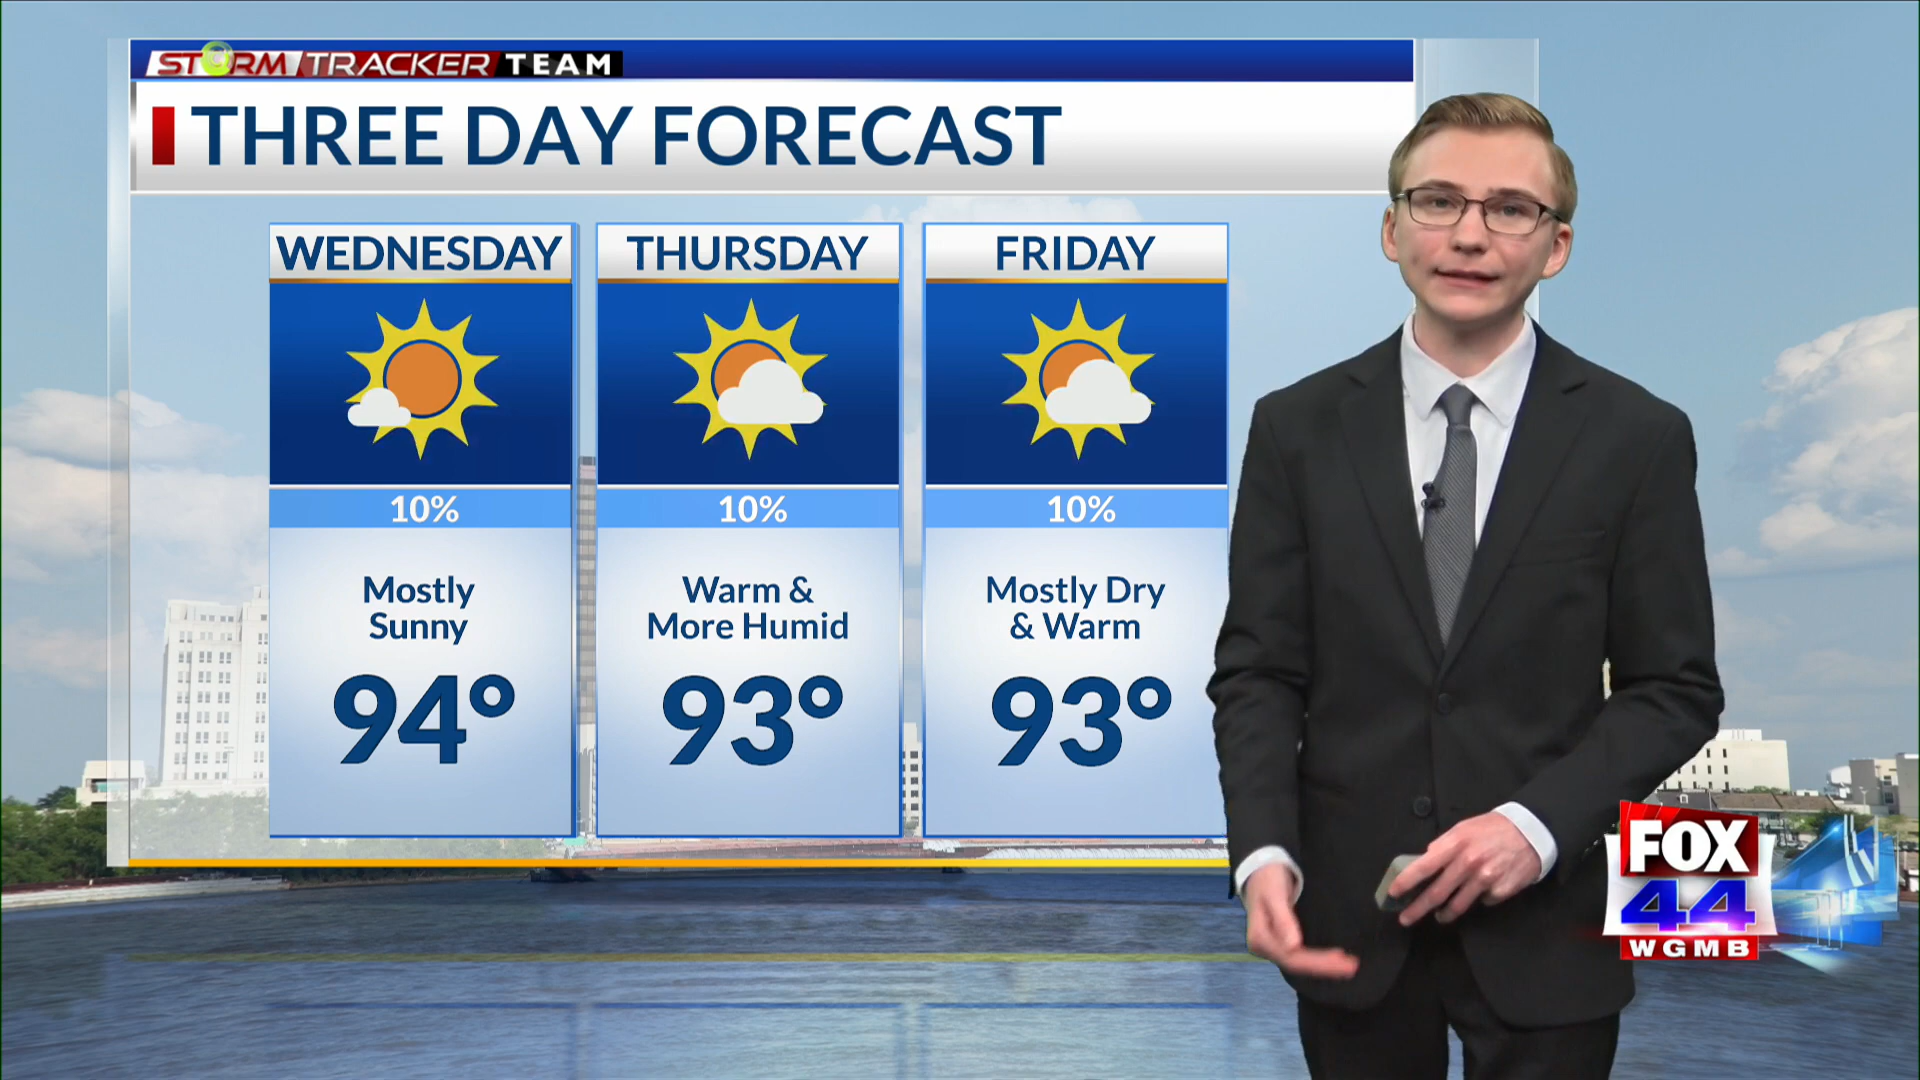 STORM TRACKER TEAM
THREE DAY FORECAST
WEDNESDAY
10%
Mostly
Sunny
94°
THURSDAY
10%
Warm &
More Humid
93°
FRIDAY
10%
Mostly Dry
& Warm
93°
FOX
44
WGMB